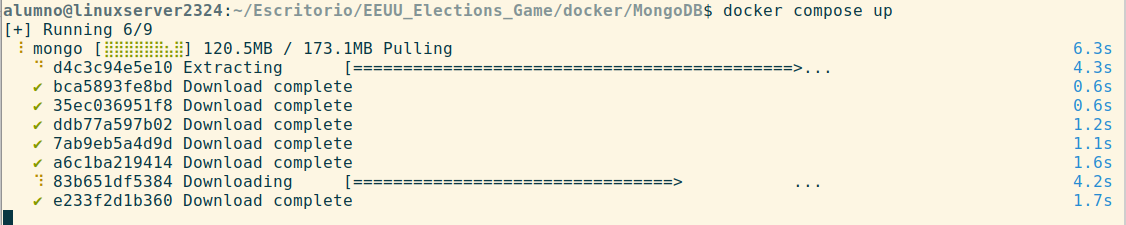 alumno@linuxserver2324:~/Escritorio/EEUU_Elections_Game/docker/MongoDB$ docker compose up
[+] Running 6/9
⠸ mongo [⣿⣿⣿⣿⣿⣿⣦⣿] 120.5MB / 173.1MB Pulling 6.3s
⠙ d4c3c94e5e10 Extracting [============================================>... 4.3s
✔ bca5893fe8bd Download complete 0.6s
✔ 35ec036951f8 Download complete 0.6s
✔ ddb77a597b02 Download complete 1.2s
✔ 7ab9eb5a4d9d Download complete 1.1s
✔ a6c1ba219414 Download complete 1.6s
⠹ 83b651df5384 Downloading [================================> ... 4.2s
✔ e233f2d1b360 Download complete 1.7s